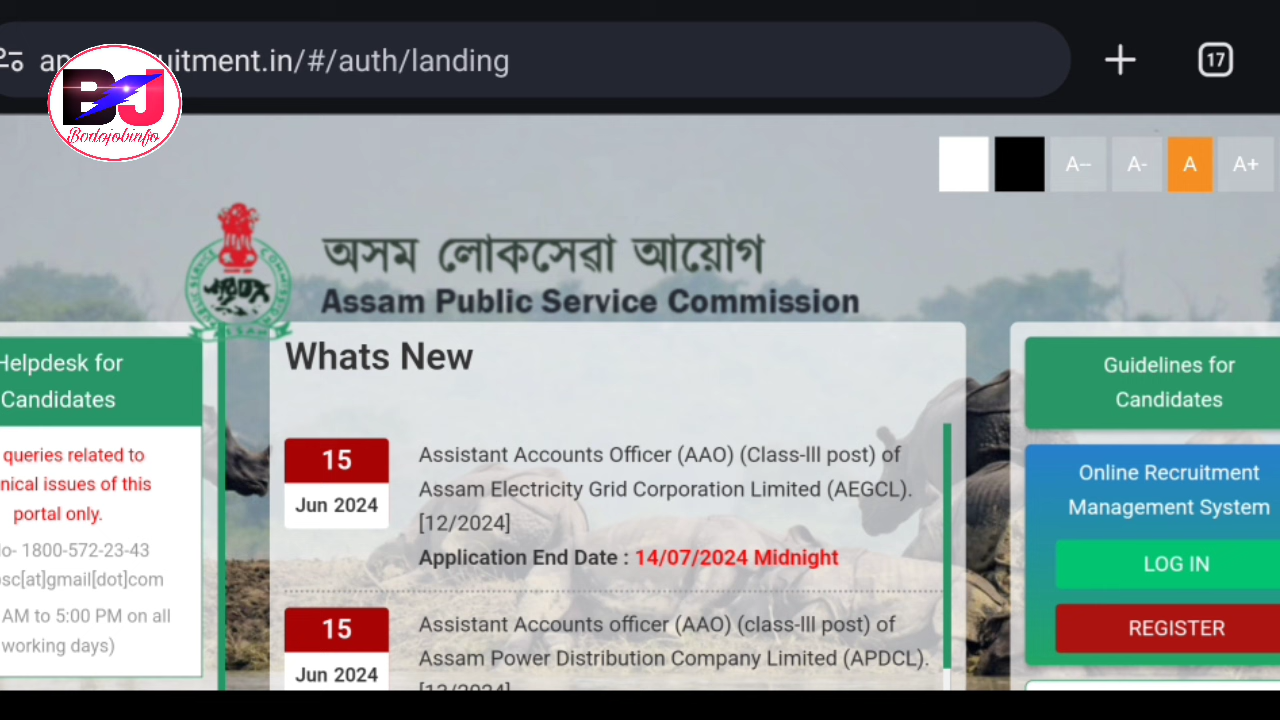 uitment.in/#/auth/landing
17
BJ
Bodojobinfo
A-- A- A A+
অসম লোকসেৱা আয়োগ
Assam Public Service Commission
Helpdesk for
Candidates
queries related to
nical issues of this
portal only.
No- 1800-572-23-43
sc[at]gmail[dot]com
AM to 5:00 PM on all
working days)
Whats New
15
Jun 2024
Assistant Accounts Officer (AAO) (Class-lll post) of
Assam Electricity Grid Corporation Limited (AEGCL).
[12/2024]
Application End Date : 14/07/2024 Midnight
15
Jun 2024
Assistant Accounts officer (AAO) (class-lll post) of
Assam Power Distribution Company Limited (APDCL).
Guidelines for
Candidates
Online Recruitment
Management System
LOG IN
REGISTER